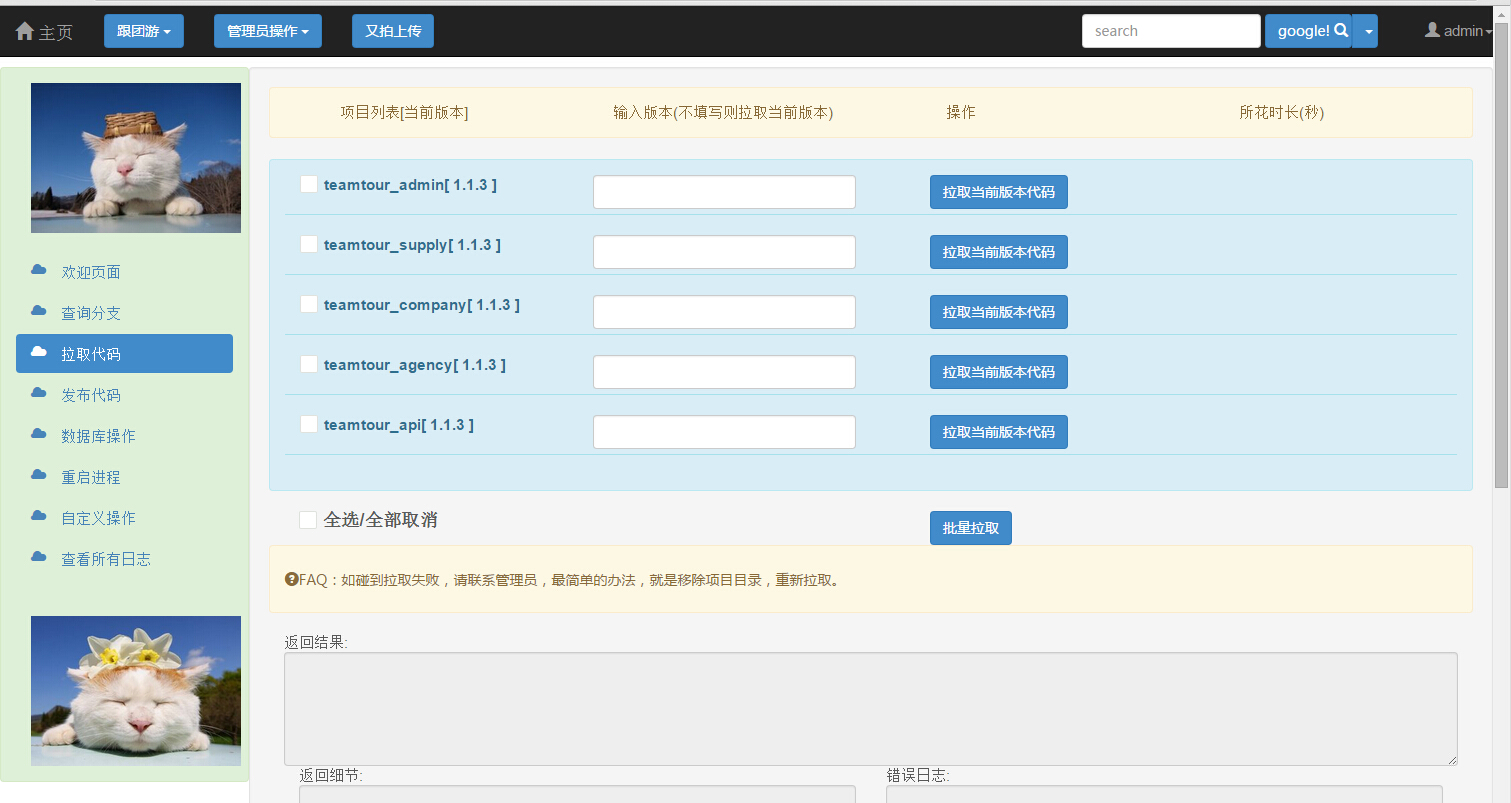 主页 跟团游 管理员操作 又拍上传 search google! admin
项目列表[当前版本] 输入版本(不填写则拉取当前版本) 操作 所花时长(秒)
teamtour_admin[ 1.1.3 ] 拉取当前版本代码
teamtour_supply[ 1.1.3 ] 拉取当前版本代码
teamtour_company[ 1.1.3 ] 拉取当前版本代码
teamtour_agency[ 1.1.3 ] 拉取当前版本代码
teamtour_api[ 1.1.3 ] 拉取当前版本代码
全选/全部取消 批量拉取
FAQ：如碰到拉取失败，请联系管理员，最简单的办法，就是移除项目目录，重新拉取。
返回结果:
返回细节: 错误日志:
欢迎页面
查询分支
拉取代码
发布代码
数据库操作
重启进程
自定义操作
查看所有日志